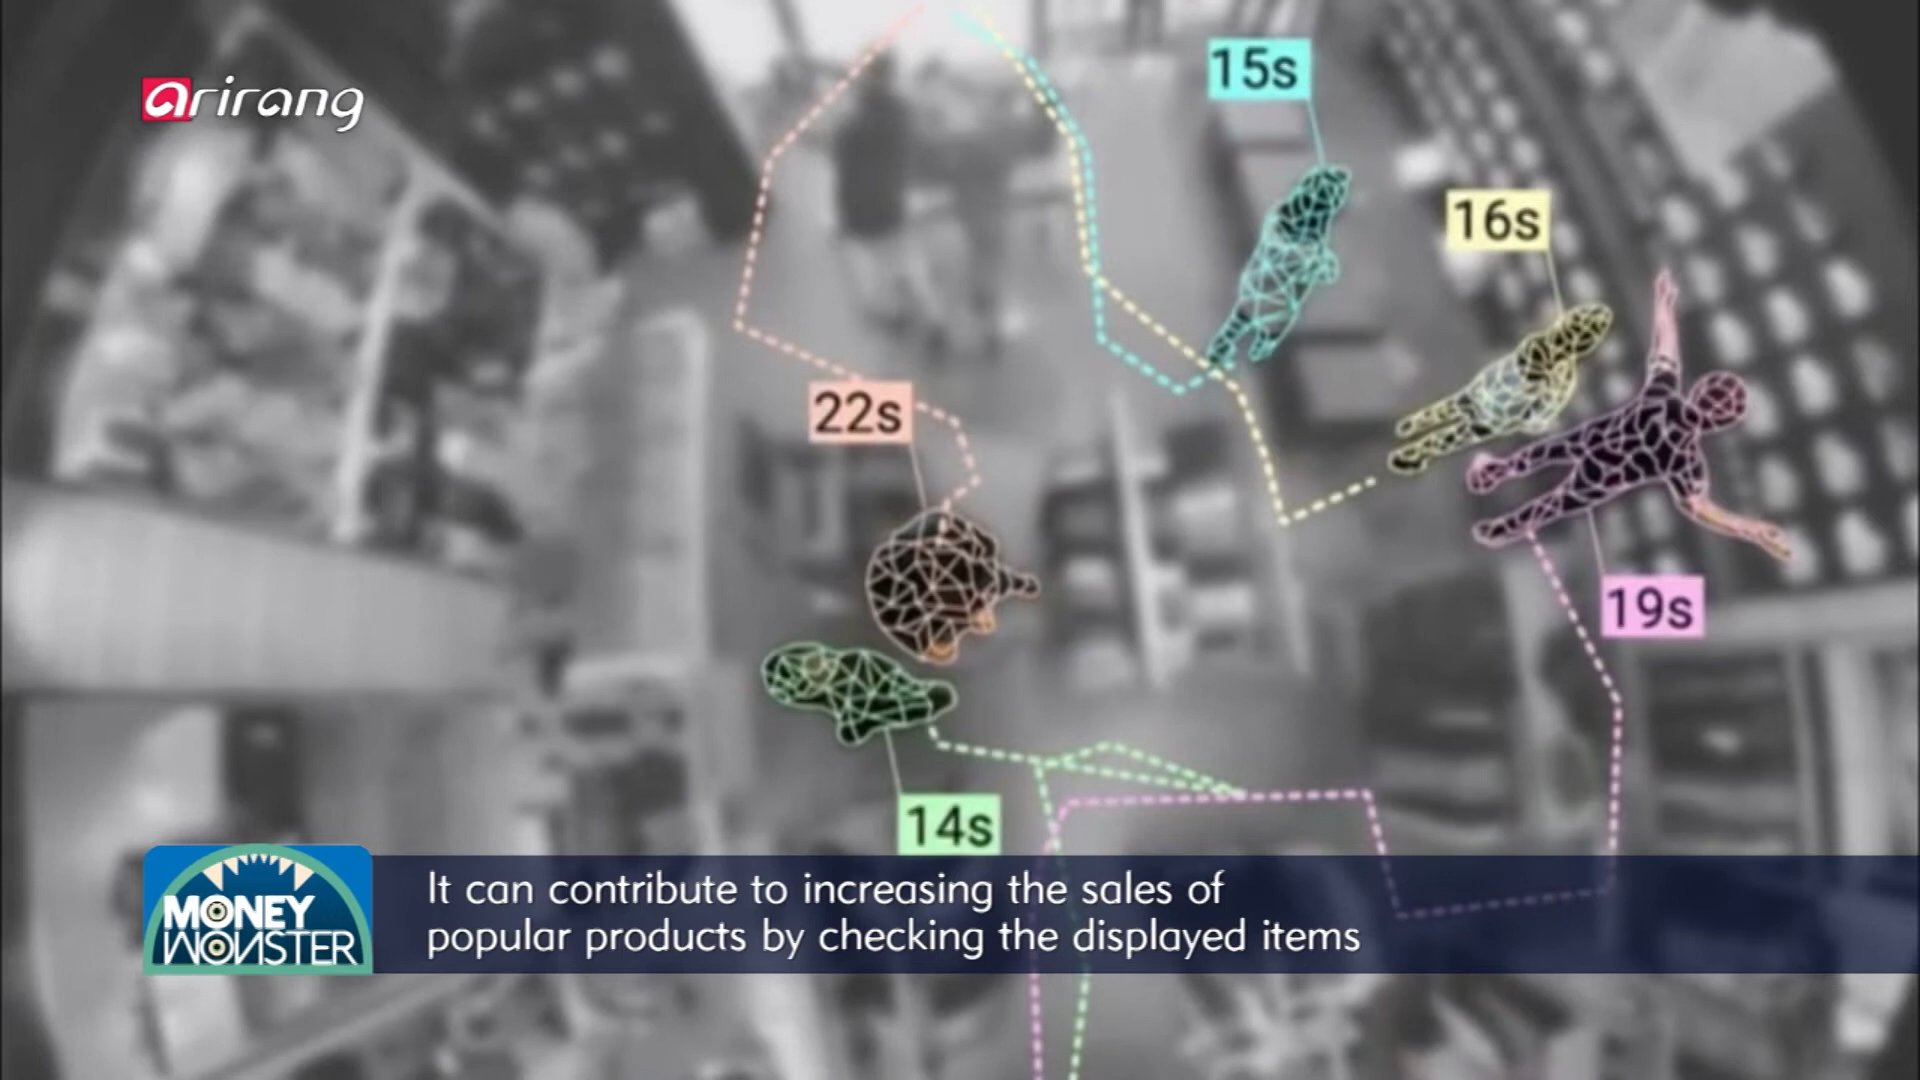 arirang
15s
16s
22s
19s
14s
MONEY
MONSTER
It can contribute to increasing the sales of
popular products by checking the displayed items